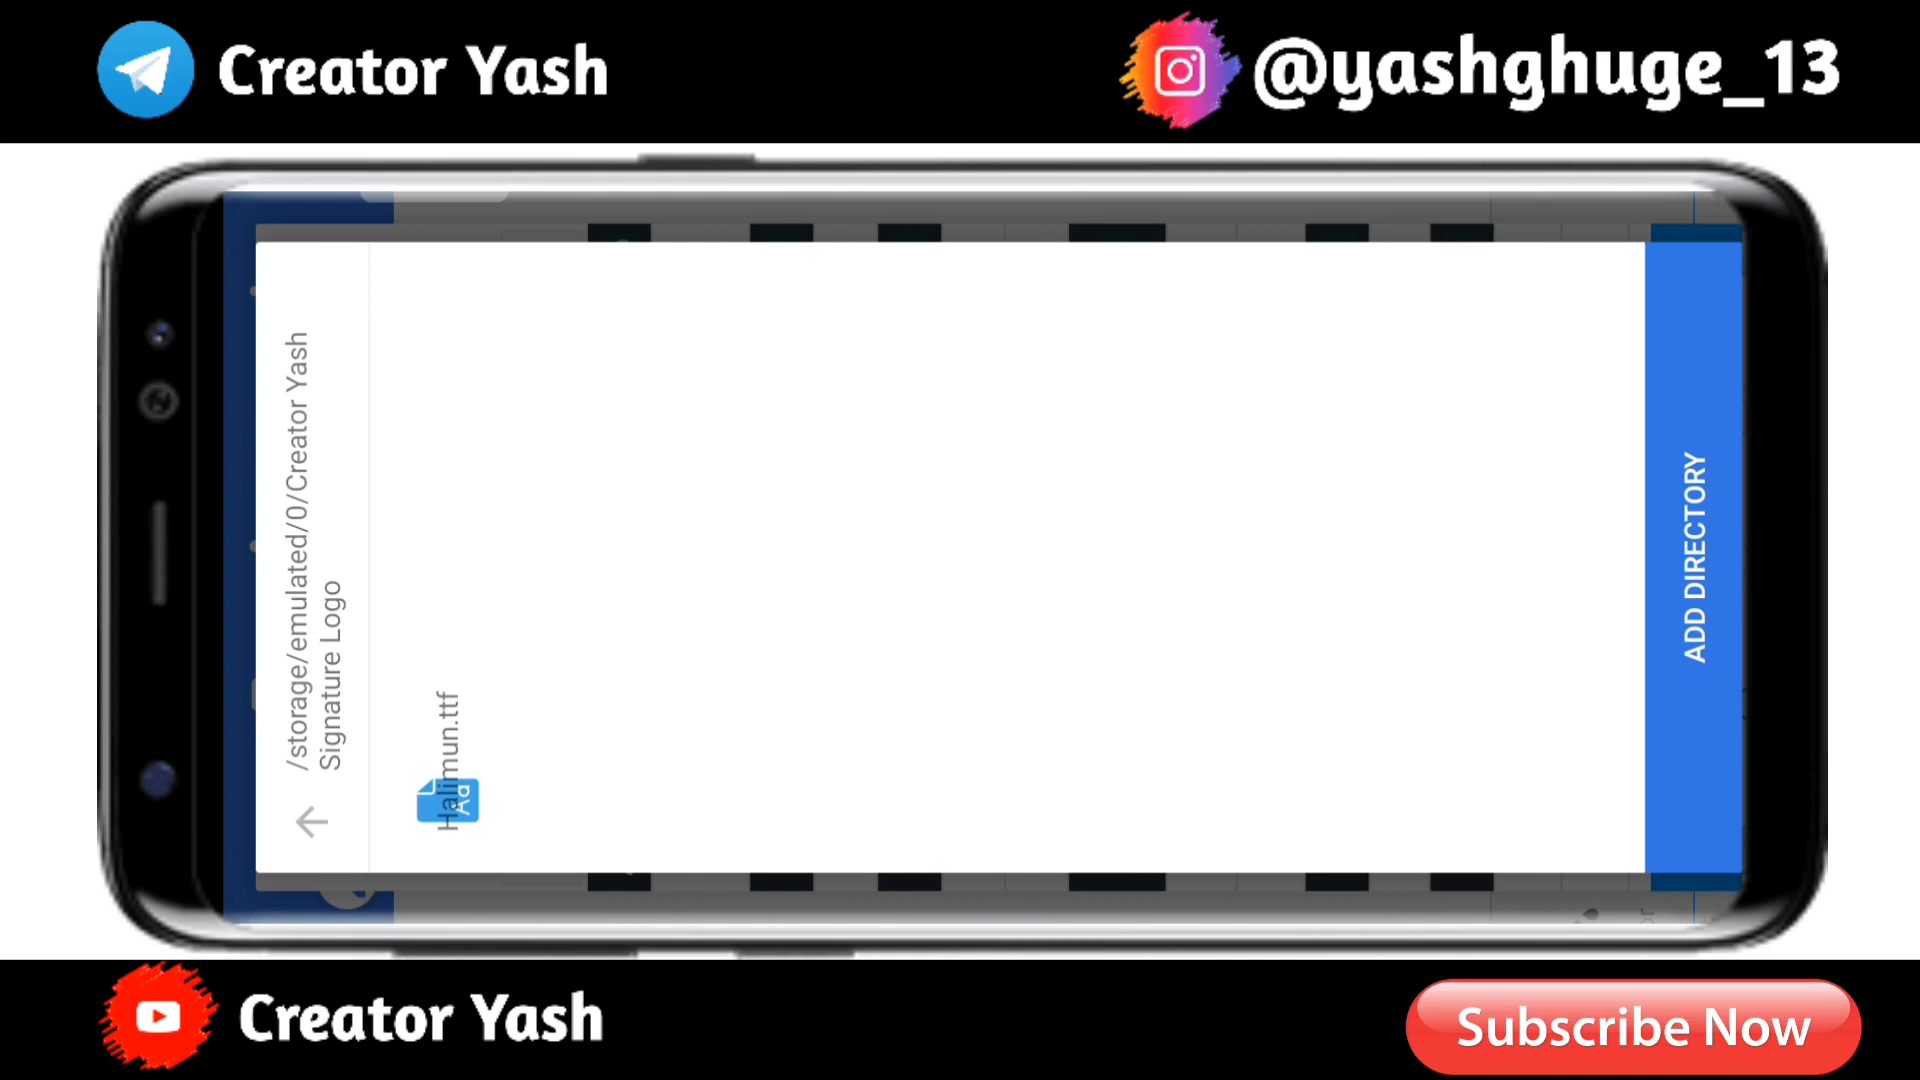 Creator Yash
@yashghuge_13
/storage/emulated/0/Creator Yash
Signature Logo
Halimun.ttf
Aa
ADD DIRECTORY
Creator Yash
Subscribe Now